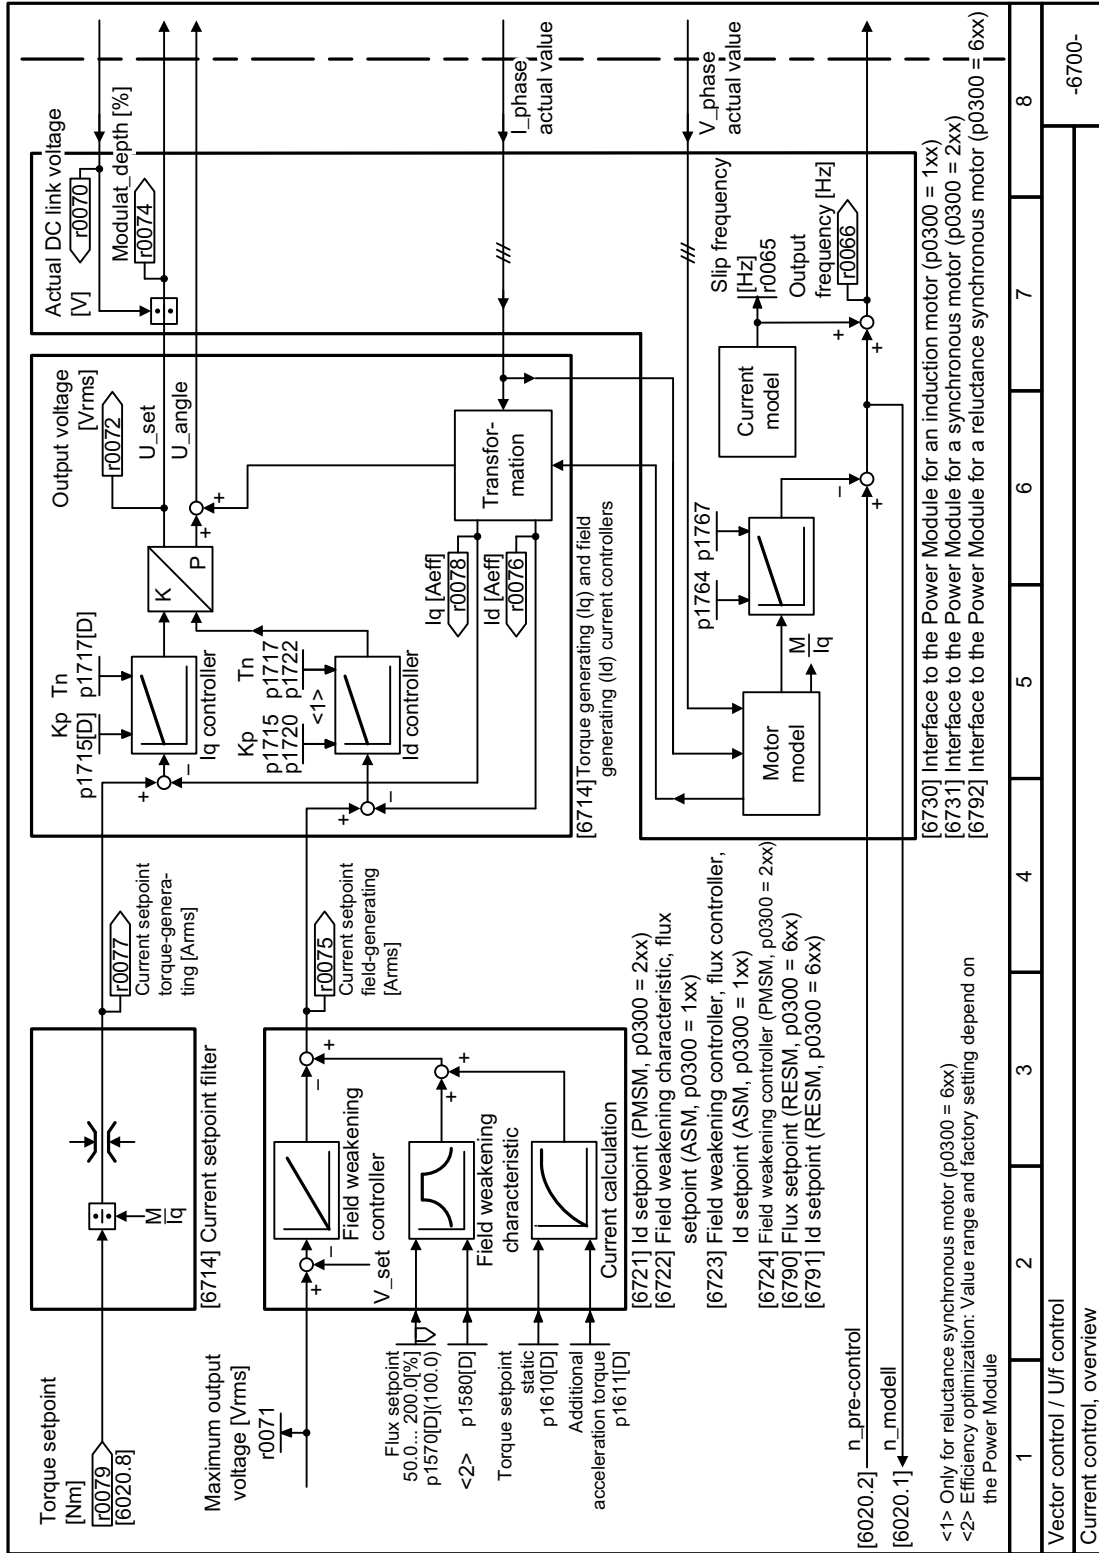 Torque setpoint
[Nm]
r0079
[6020.8]
M
Iq
[6714] Current setpoint filter
r0077
Current setpoint
torque-genera-
ting [Arms]
Maximum output
voltage [Vrms]
r0071
V_set
Field weakening
controller
Flux setpoint
50.0... 200.0[%]
p1570[D](100.0)
<2> p1580[D]
Field weakening
characteristic
Torque setpoint
static
p1610[D]
Additional
acceleration torque
p1611[D]
Current calculation
r0075
Current setpoint
field-generating
[Arms]
[6721] Id setpoint (PMSM, p0300 = 2xx)
[6722] Field weakening characteristic, flux
setpoint (ASM, p0300 = 1xx)
[6723] Field weakening controller, flux controller,
Id setpoint (ASM, p0300 = 1xx)
[6724] Field weakening controller (PMSM, p0300 = 2xx)
[6790] Flux setpoint (RESM, p0300 = 6xx)
[6791] Id setpoint (RESM, p0300 = 6xx)
Kp Tn
p1715[D] p1717[D]
Iq controller
Kp Tn
p1715 p1717
p1720 p1722
<1>
Id controller
K
P
Output voltage
[Vrms]
r0072
U_set
U_angle
Iq [Aeff]
r0078
Id [Aeff]
r0076
Transfor-
mation
[6714] Torque generating (Iq) and field
generating (Id) current controllers
Actual DC link voltage
[V]
r0070
Modulat_depth [%]
r0074
I_phase
actual value
V_phase
actual value
Motor
model
M
Iq
p1764 p1767
Current
model
Slip frequency
[Hz]
r0065
Output
frequency [Hz]
r0066
[6730] Interface to the Power Module for an induction motor (p0300 = 1xx)
[6731] Interface to the Power Module for a synchronous motor (p0300 = 2xx)
[6792] Interface to the Power Module for a reluctance synchronous motor (p0300 = 6xx)
[6020.2] n_pre-control
[6020.1] n_modell
<1> Only for reluctance synchronous motor (p0300 = 6xx)
<2> Efficiency optimization: Value range and factory setting depend on
the Power Module
1 2 3 4 5 6 7 8
Vector control / U/f control
Current control, overview
-6700-